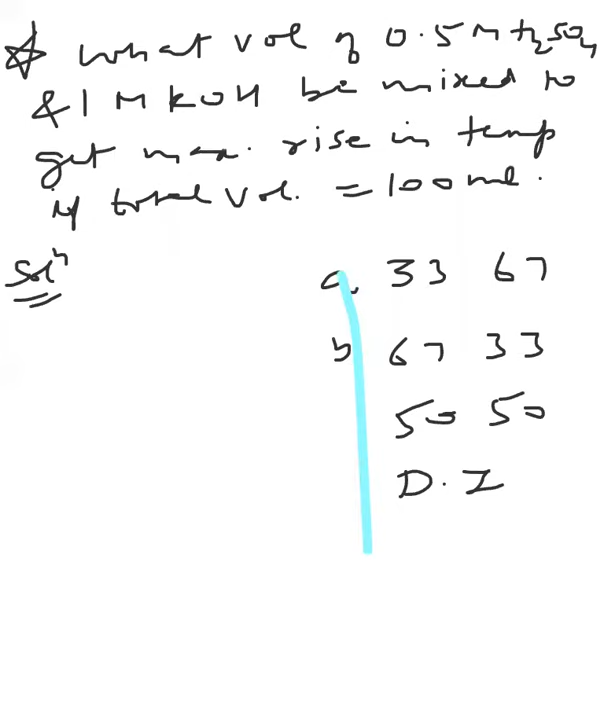 ☆ what vol of 0.5 M H₂SO₄
& 1 M KOH be mixed to
get max. rise in temp
if total vol. = 100 ml.
Solⁿ
a. 33 67
b 67 33
50 50
D. I